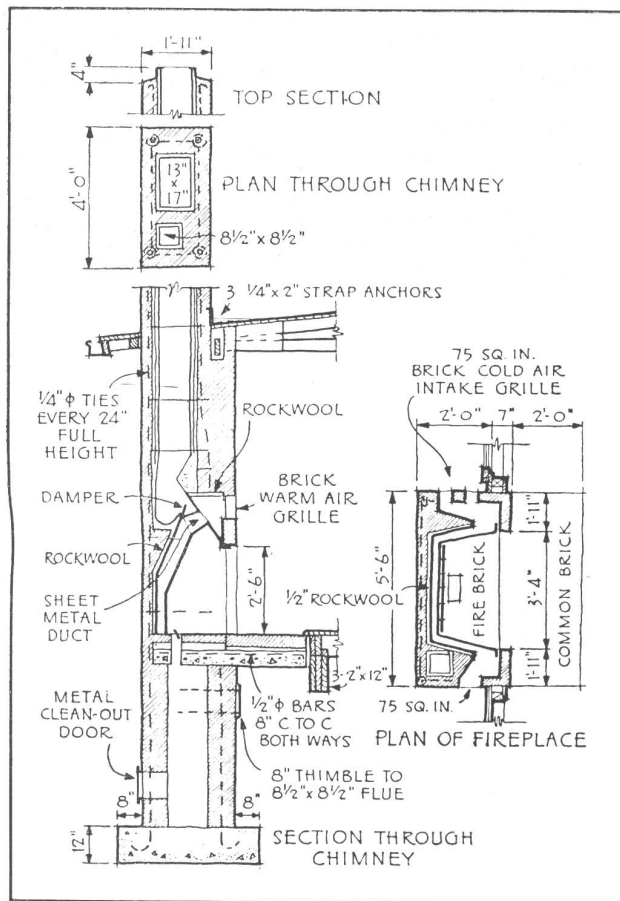 1'-11"
4"
TOP SECTION
4'-0"
13"
x
17"
PLAN THROUGH CHIMNEY
8½" x 8½"
3 ¼" x 2" STRAP ANCHORS
¼" φ TIES
EVERY 24"
FULL
HEIGHT
ROCKWOOL
DAMPER
BRICK
WARM AIR
GRILLE
ROCKWOOL
2'-6"
SHEET
METAL
DUCT
3-2"x12"
METAL
CLEAN-OUT
DOOR
½" φ BARS
8" C TO C
BOTH WAYS
8" THIMBLE TO
8½" x 8½" FLUE
8"
8"
12"
SECTION THROUGH
CHIMNEY
75 SQ. IN.
BRICK COLD AIR
INTAKE GRILLE
2'-0"
7"
2'-0"
1'-11"
5'-6"
½" ROCKWOOL
FIRE BRICK
3'-4"
COMMON BRICK
1'-11"
75 SQ. IN.
PLAN OF FIREPLACE